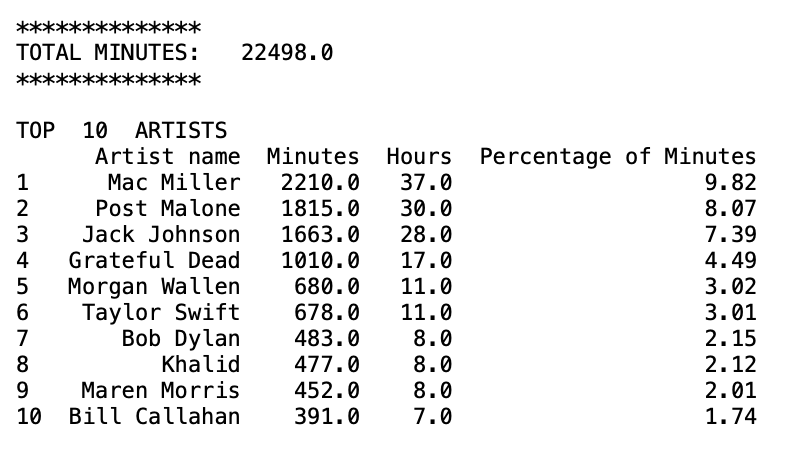 **************
TOTAL MINUTES:   22498.0
**************
TOP  10  ARTISTS
      Artist name  Minutes  Hours  Percentage of Minutes
1      Mac Miller   2210.0   37.0                   9.82
2     Post Malone   1815.0   30.0                   8.07
3    Jack Johnson   1663.0   28.0                   7.39
4   Grateful Dead   1010.0   17.0                   4.49
5   Morgan Wallen    680.0   11.0                   3.02
6    Taylor Swift    678.0   11.0                   3.01
7       Bob Dylan    483.0    8.0                   2.15
8          Khalid    477.0    8.0                   2.12
9    Maren Morris    452.0    8.0                   2.01
10  Bill Callahan    391.0    7.0                   1.74